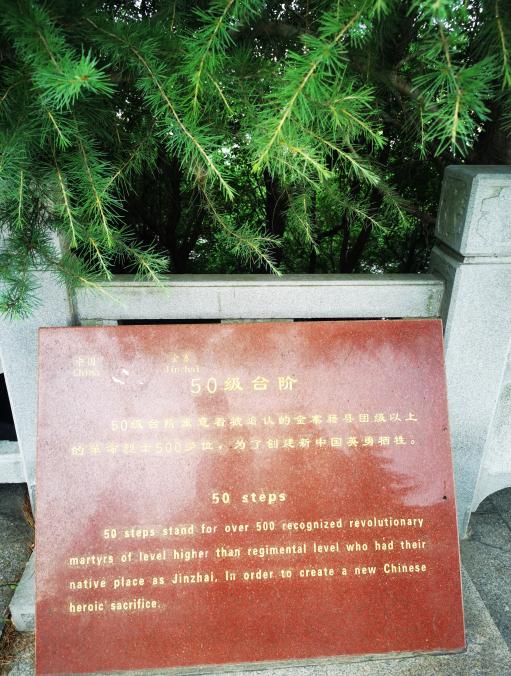 中国 金寨
China Jinzhai
50级台阶
50级台阶寓意着被追认的金寨籍县团级以上
的革命烈士500多位，为了创建新中国英勇牺牲。
50 steps
50 steps stand for over 500 recognized revolutionary
martyrs of level higher than regimental level who had their
native place as Jinzhai, In order to create a new Chinese
heroic sacrifice.